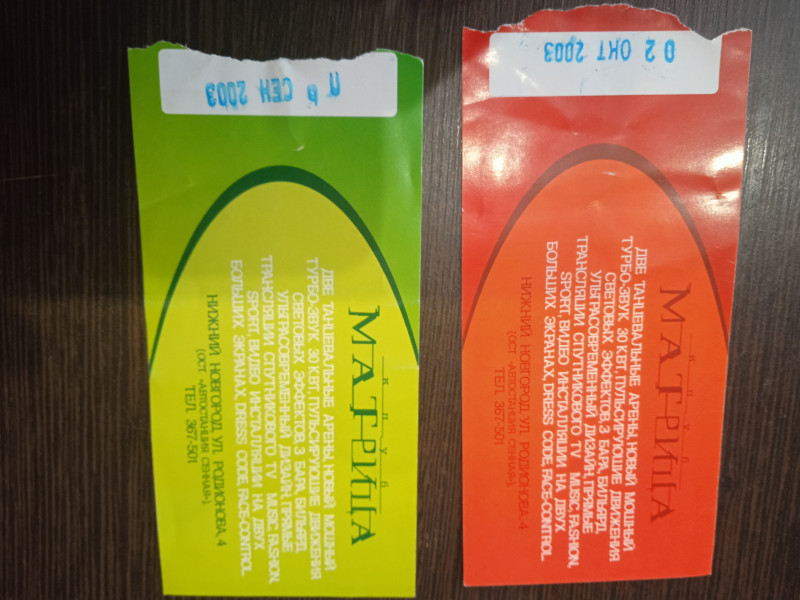 П 6 СЕН 2003
клуб
МАТРИЦА
ДВЕ ТАНЦЕВАЛЬНЫЕ АРЕНЫ, НОВЫЙ МОЩНЫЙ
ТУРБО-ЗВУК 30 КВТ, ПУЛЬСИРУЮЩИЕ ДВИЖЕНИЯ
СВЕТОВЫХ ЭФФЕКТОВ, 3 БАРА, БИЛЬЯРД,
УЛЬТРАСОВРЕМЕННЫЙ ДИЗАЙН, ПРЯМЫЕ
ТРАНСЛЯЦИИ СПУТНИКОВОГО TV MUSIC, FASHION,
SPORT, ВИДЕО ИНСТАЛЛЯЦИИ НА ДВУХ
БОЛЬШИХ ЭКРАНАХ, DRESS CODE, FACE-CONTROL
НИЖНИЙ НОВГОРОД, УЛ. РОДИОНОВА, 4
(ОСТ. «АВТОСТАНЦИЯ СЕННАЯ»)
ТЕЛ. 367-501
0 2 ОКТ 2003
клуб
МАТРИЦА
ДВЕ ТАНЦЕВАЛЬНЫЕ АРЕНЫ, НОВЫЙ МОЩНЫЙ
ТУРБО-ЗВУК 30 КВТ, ПУЛЬСИРУЮЩИЕ ДВИЖЕНИЯ
СВЕТОВЫХ ЭФФЕКТОВ, 3 БАРА, БИЛЬЯРД,
УЛЬТРАСОВРЕМЕННЫЙ ДИЗАЙН, ПРЯМЫЕ
ТРАНСЛЯЦИИ СПУТНИКОВОГО TV MUSIC, FASHION,
SPORT, ВИДЕО ИНСТАЛЛЯЦИИ НА ДВУХ
БОЛЬШИХ ЭКРАНАХ, DRESS CODE, FACE-CONTROL
НИЖНИЙ НОВГОРОД, УЛ. РОДИОНОВА, 4
(ОСТ. «АВТОСТАНЦИЯ СЕННАЯ»)
ТЕЛ. 367-501